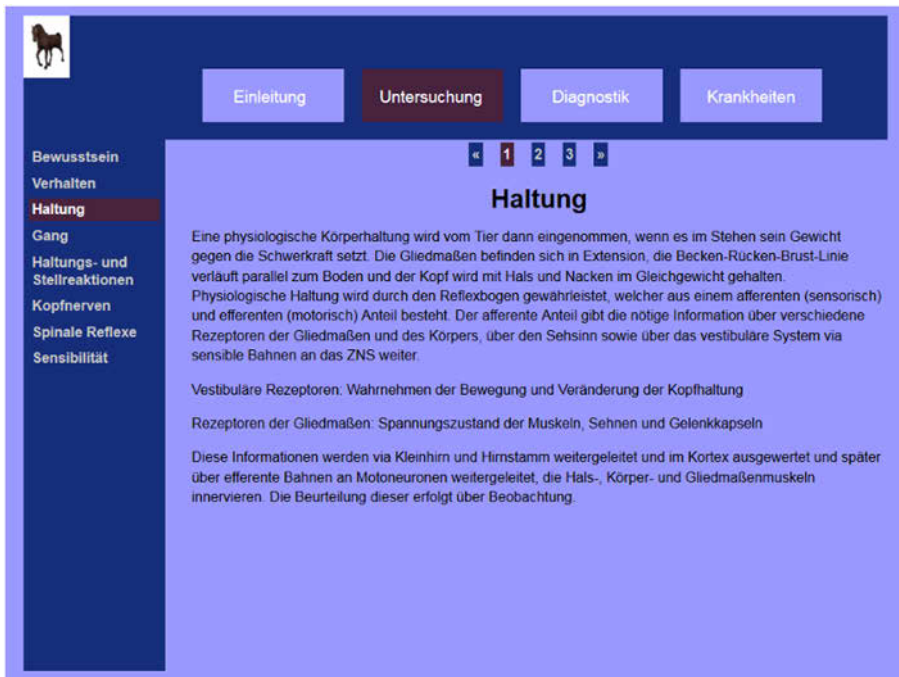 Einleitung
Untersuchung
Diagnostik
Krankheiten
« 1 2 3 »
Bewusstsein
Verhalten
Haltung
Gang
Haltungs- und
Stellreaktionen
Kopfnerven
Spinale Reflexe
Sensibilität
Haltung
Eine physiologische Körperhaltung wird vom Tier dann eingenommen, wenn es im Stehen sein Gewicht
gegen die Schwerkraft setzt. Die Gliedmaßen befinden sich in Extension, die Becken-Rücken-Brust-Linie
verläuft parallel zum Boden und der Kopf wird mit Hals und Nacken im Gleichgewicht gehalten.
Physiologische Haltung wird durch den Reflexbogen gewährleistet, welcher aus einem afferenten (sensorisch)
und efferenten (motorisch) Anteil besteht. Der afferente Anteil gibt die nötige Information über verschiedene
Rezeptoren der Gliedmaßen und des Körpers, über den Sehsinn sowie über das vestibuläre System via
sensible Bahnen an das ZNS weiter.
Vestibuläre Rezeptoren: Wahrnehmen der Bewegung und Veränderung der Kopfhaltung
Rezeptoren der Gliedmaßen: Spannungszustand der Muskeln, Sehnen und Gelenkkapseln
Diese Informationen werden via Kleinhirn und Hirnstamm weitergeleitet und im Kortex ausgewertet und später
über efferente Bahnen an Motoneuronen weitergeleitet, die Hals-, Körper- und Gliedmaßenmuskeln
innervieren. Die Beurteilung dieser erfolgt über Beobachtung.